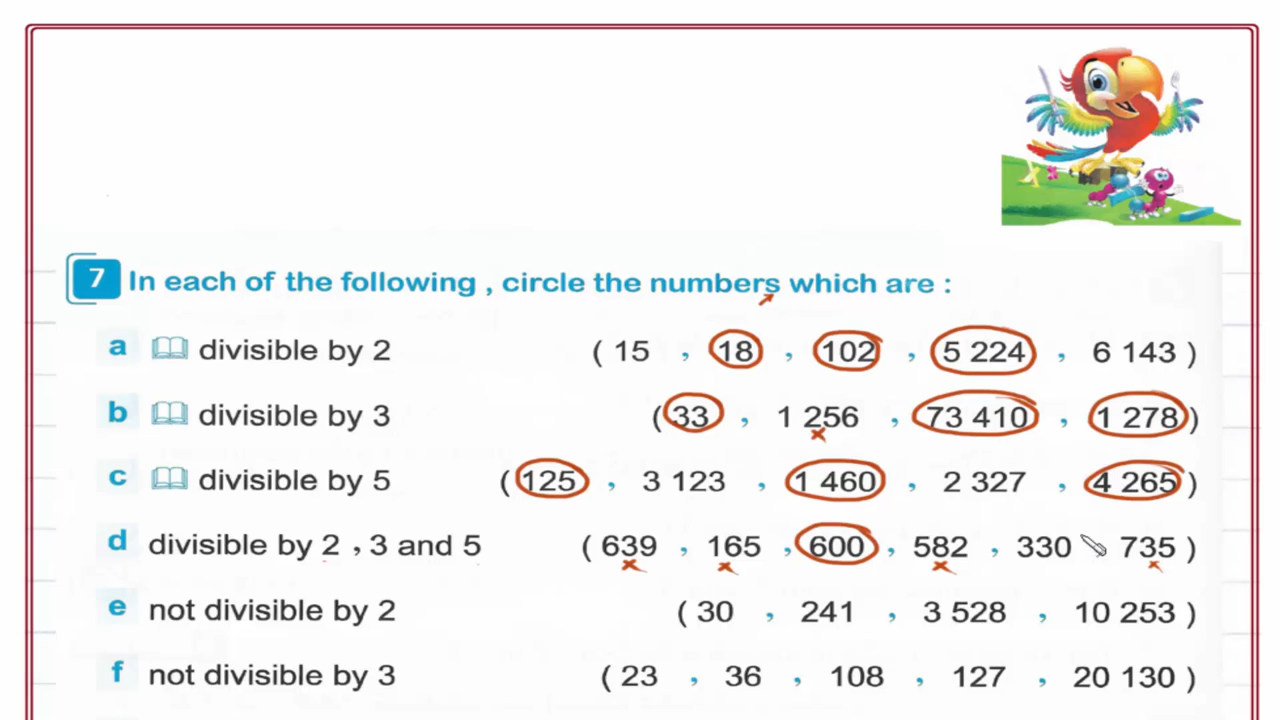 7 In each of the following , circle the numbers which are :
a divisible by 2 ( 15 , 18 , 102 , 5 224 , 6 143 )
b divisible by 3 ( 33 , 1 256 , 73 410 , 1 278 )
c divisible by 5 ( 125 , 3 123 , 1 460 , 2 327 , 4 265 )
d divisible by 2 , 3 and 5 ( 639 , 165 , 600 , 582 , 330 735 )
e not divisible by 2 ( 30 , 241 , 3 528 , 10 253 )
f not divisible by 3 ( 23 , 36 , 108 , 127 , 20 130 )